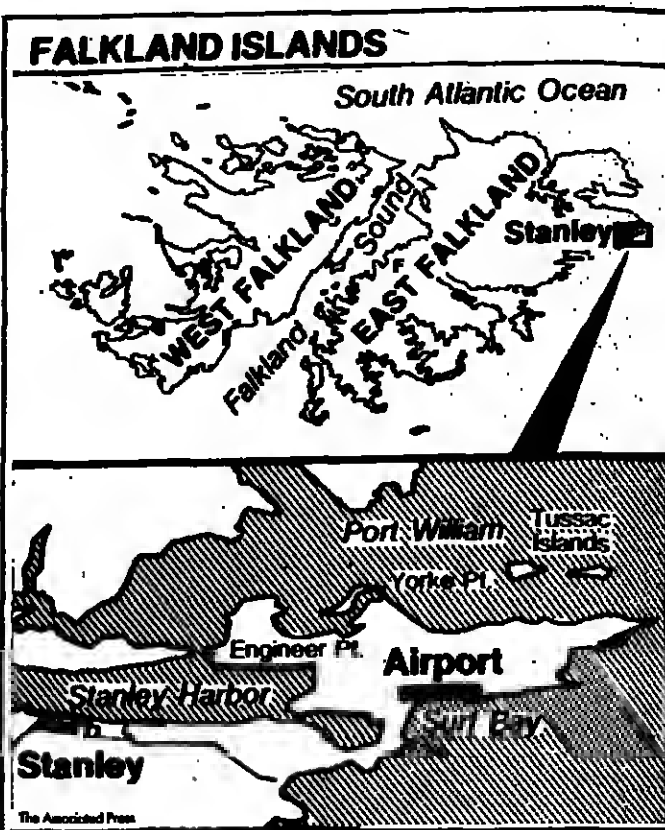 FALKLAND ISLANDS
South Atlantic Ocean
WEST FALKLAND
Falkland Sound
EAST FALKLAND
Stanley
Port William
Tussac
Islands
Yorke Pt.
Engineer Pt.
Airport
Stanley Harbor
Surf Bay
Stanley
The Associated Press